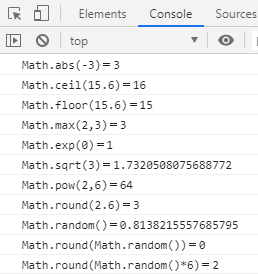 Elements Console Sources
top
Math.abs(-3)=3
Math.ceil(15.6)=16
Math.floor(15.6)=15
Math.max(2,3)=3
Math.exp(0)=1
Math.sqrt(3)=1.7320508075688772
Math.pow(2,6)=64
Math.round(2.6)=3
Math.random()=0.8138215557685795
Math.round(Math.random())=0
Math.round(Math.random()*6)=2